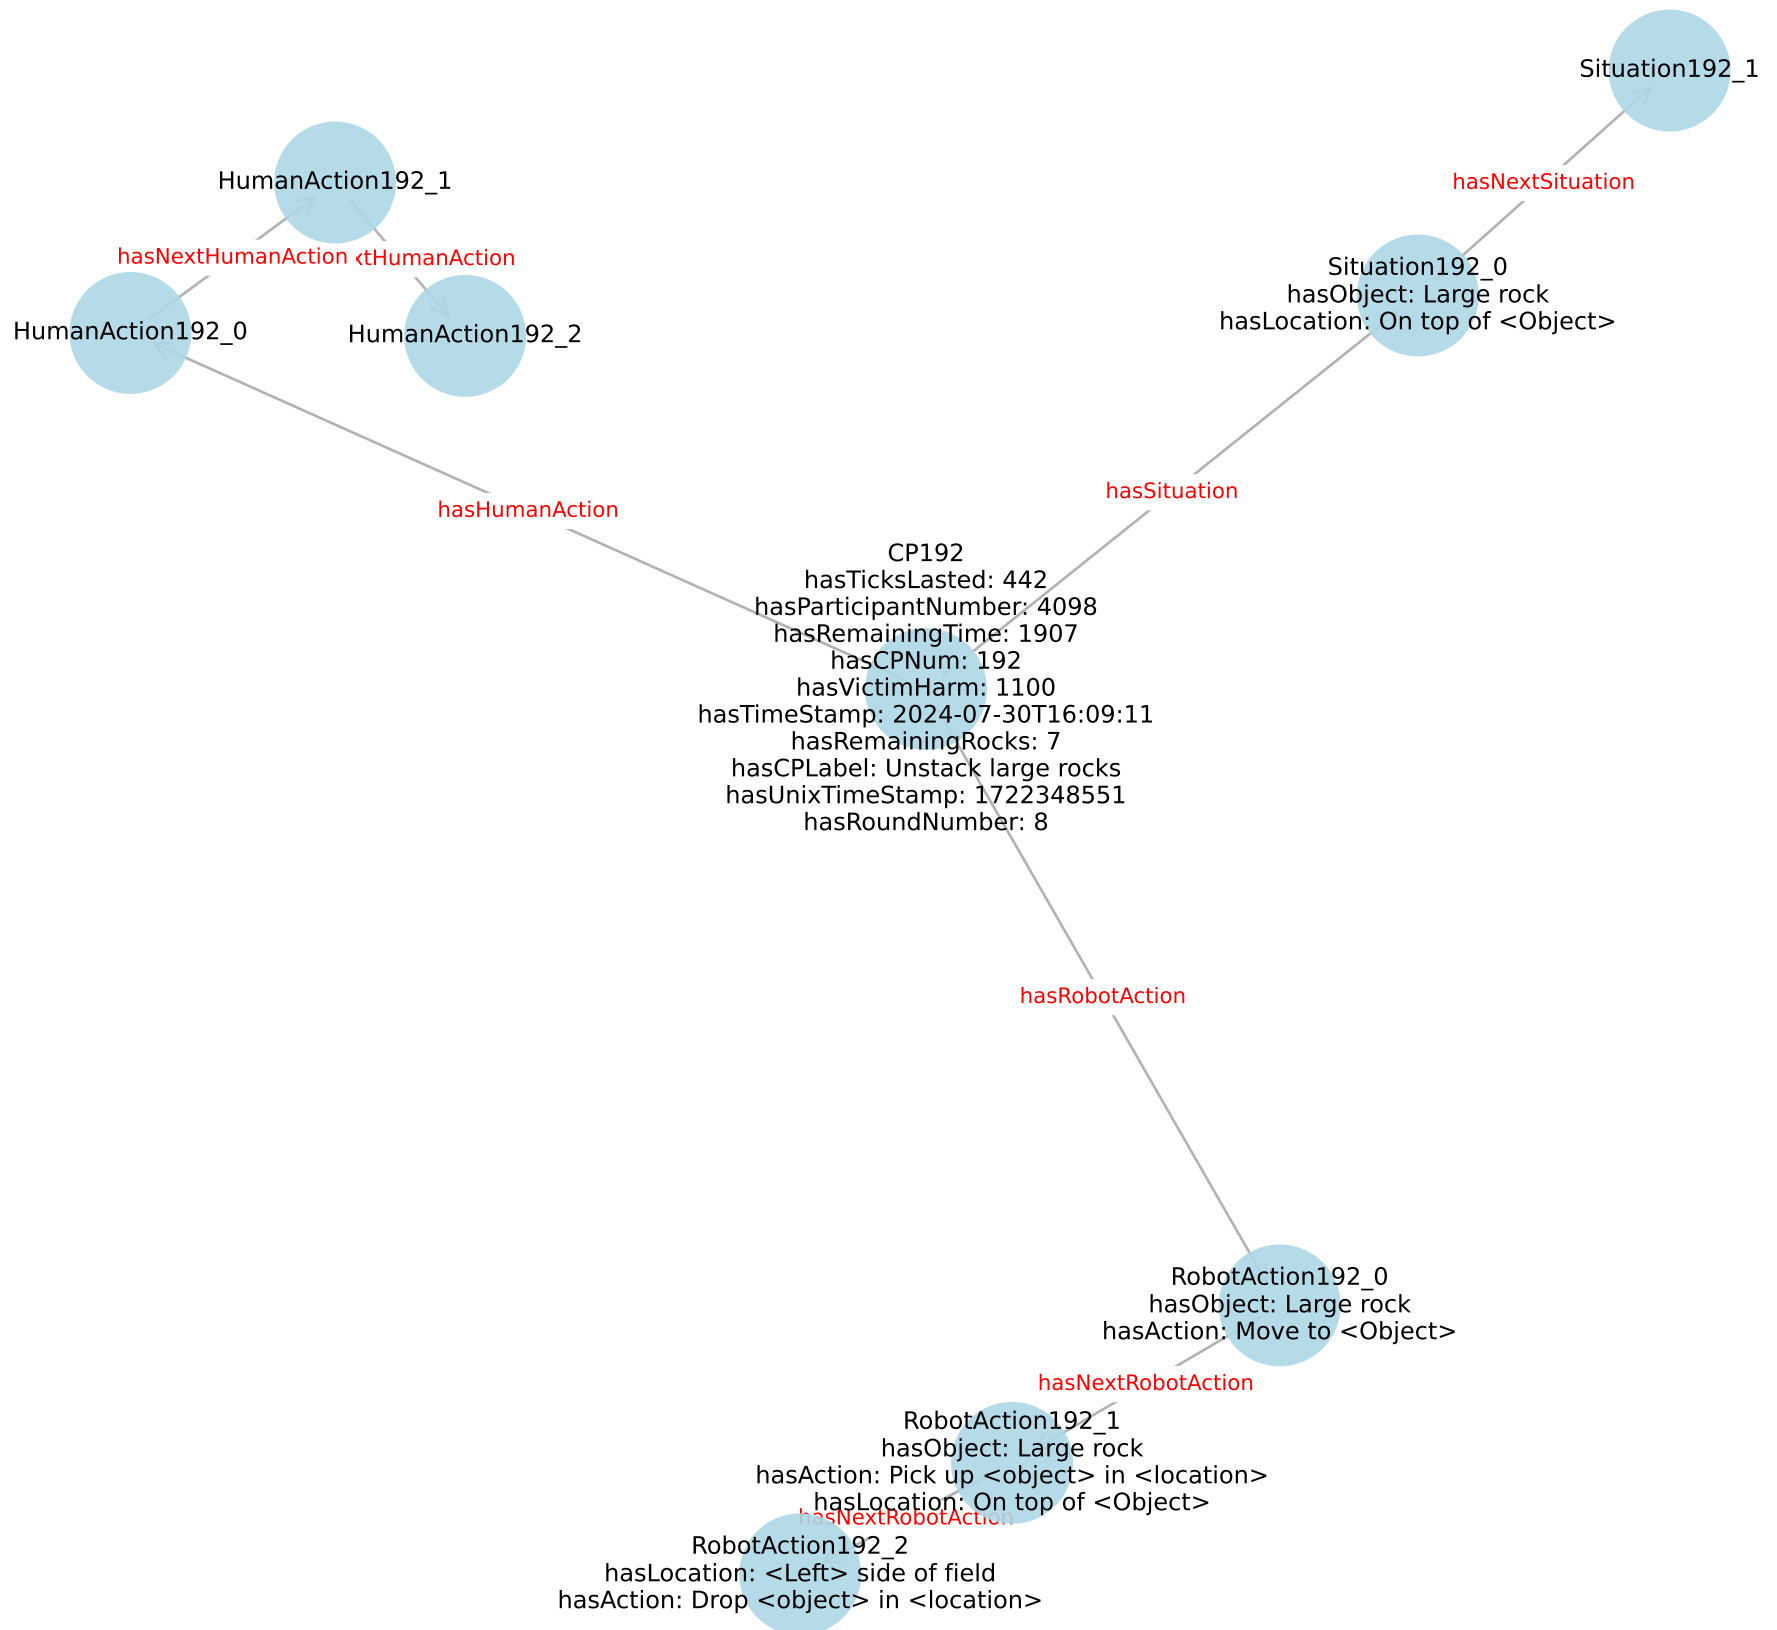 Situation192_1
HumanAction192_1
hasNextSituation
hasNextHumanAction
xtHumanAction
Situation192_0
hasObject: Large rock
hasLocation: On top of <Object>
HumanAction192_0
HumanAction192_2
hasSituation
hasHumanAction
CP192
hasTicksLasted: 442
hasParticipantNumber: 4098
hasRemainingTime: 1907
hasCPNum: 192
hasVictimHarm: 1100
hasTimeStamp: 2024-07-30T16:09:11
hasRemainingRocks: 7
hasCPLabel: Unstack large rocks
hasUnixTimeStamp: 1722348551
hasRoundNumber: 8
hasRobotAction
RobotAction192_0
hasObject: Large rock
hasAction: Move to <Object>
hasNextRobotAction
RobotAction192_1
hasObject: Large rock
hasAction: Pick up <object> in <location>
hasLocation: On top of <Object>
hasNextRobotAction
RobotAction192_2
hasLocation: <Left> side of field
hasAction: Drop <object> in <location>